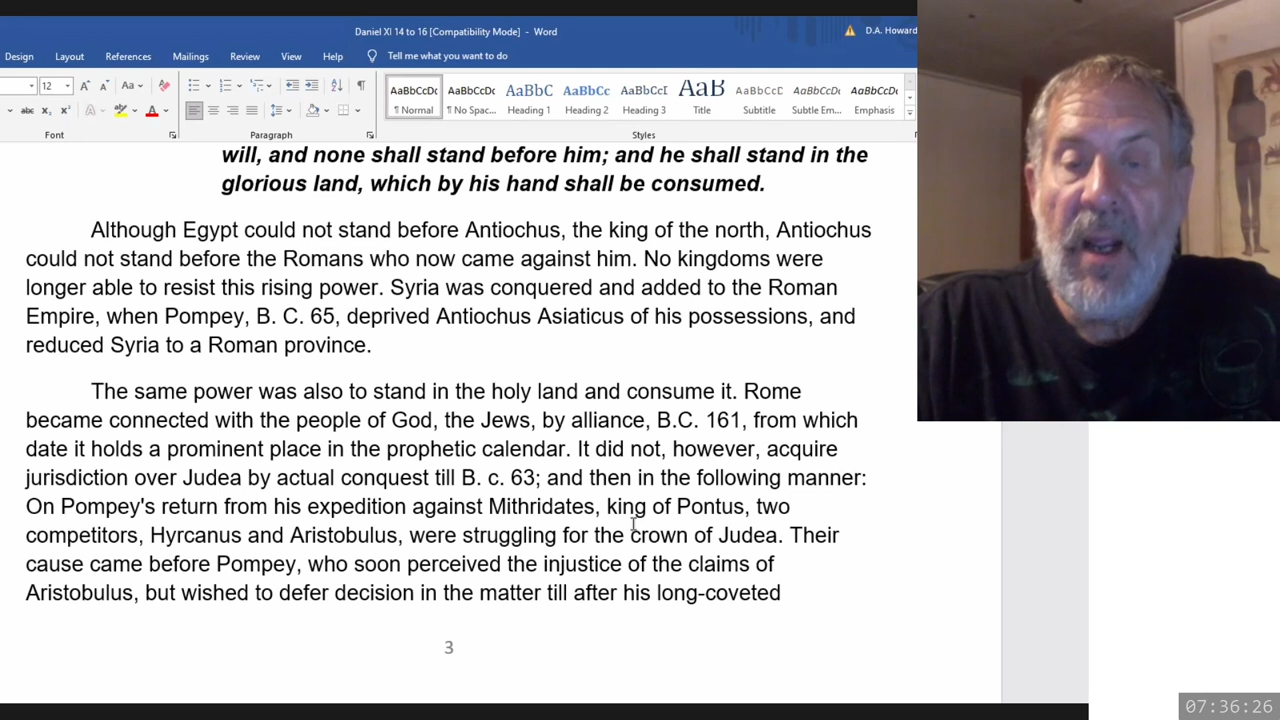 Daniel XI 14 to 16 [Compatibility Mode] - Word
D.A. Howard
Design Layout References Mailings Review View Help Tell me what you want to do
12
Aa
AaBbCcDc AaBbCcDc AaBbC AaBbCc AaBbCcI AaB AaBbCcD AaBbCcDc AaBbCcDc
¶ Normal ¶ No Spac... Heading 1 Heading 2 Heading 3 Title Subtitle Subtle Em... Emphasis
Font Paragraph Styles
will, and none shall stand before him; and he shall stand in the
glorious land, which by his hand shall be consumed.
Although Egypt could not stand before Antiochus, the king of the north, Antiochus
could not stand before the Romans who now came against him. No kingdoms were
longer able to resist this rising power. Syria was conquered and added to the Roman
Empire, when Pompey, B. C. 65, deprived Antiochus Asiaticus of his possessions, and
reduced Syria to a Roman province.
The same power was also to stand in the holy land and consume it. Rome
became connected with the people of God, the Jews, by alliance, B.C. 161, from which
date it holds a prominent place in the prophetic calendar. It did not, however, acquire
jurisdiction over Judea by actual conquest till B. c. 63; and then in the following manner:
On Pompey's return from his expedition against Mithridates, king of Pontus, two
competitors, Hyrcanus and Aristobulus, were struggling for the crown of Judea. Their
cause came before Pompey, who soon perceived the injustice of the claims of
Aristobulus, but wished to defer decision in the matter till after his long-coveted
3
07:36:26